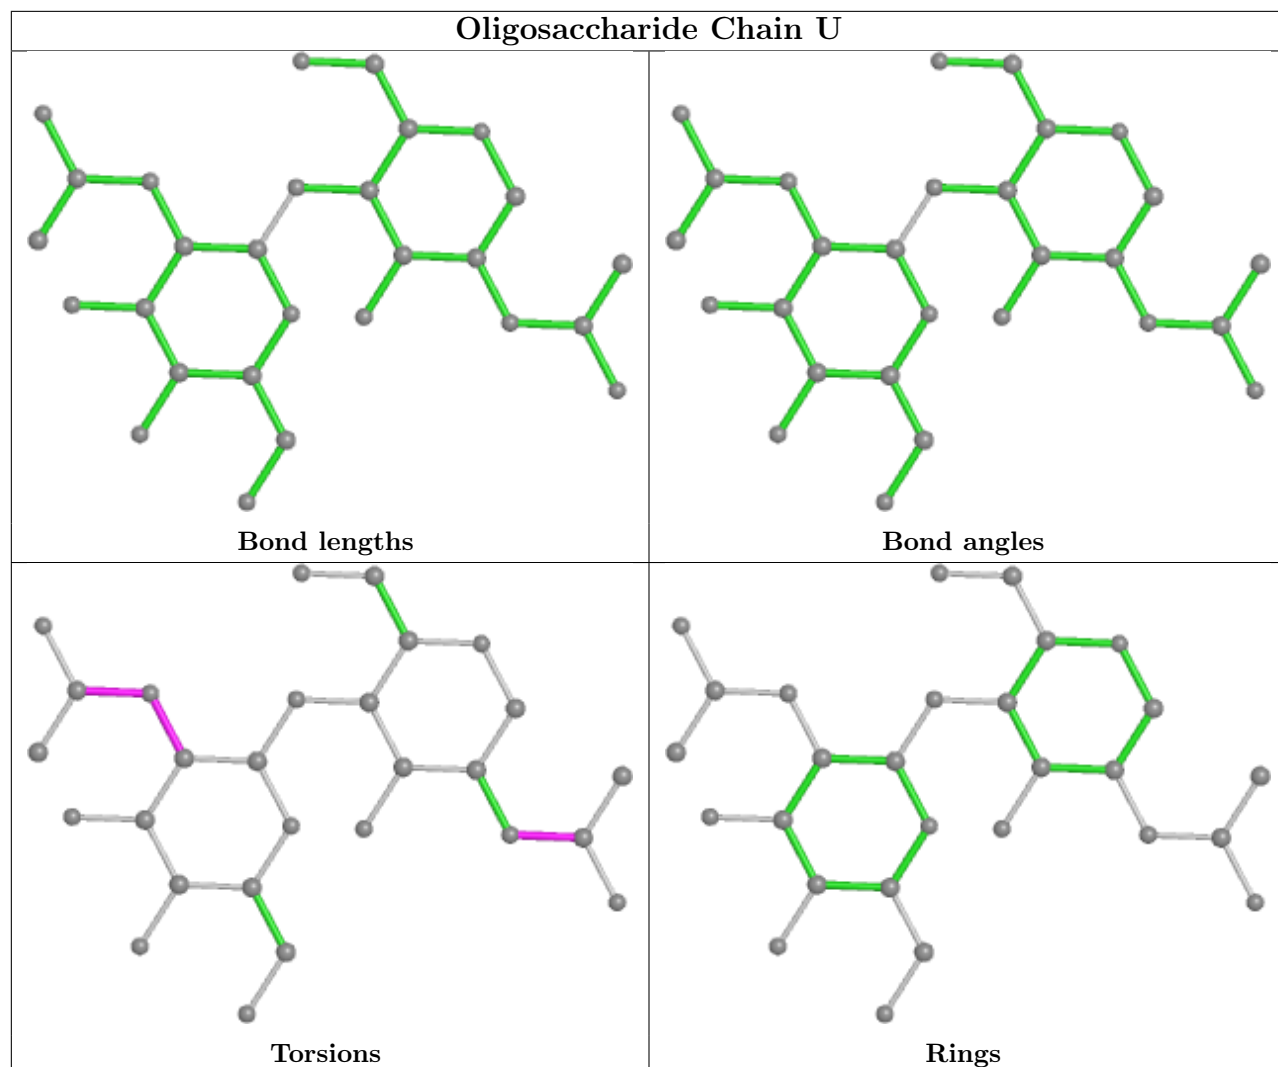 Oligosaccharide Chain U
Bond lengths
Bond angles
Torsions
Rings